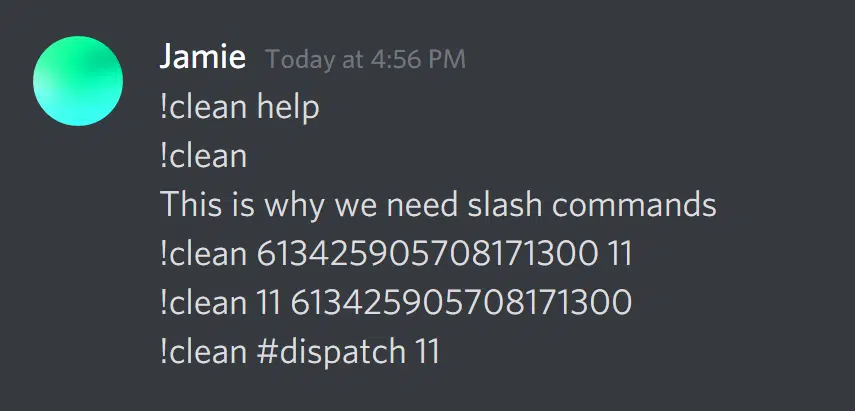 Jamie Today at 4:56 PM
!clean help
!clean
This is why we need slash commands
!clean 613425905708171300 11
!clean 11 613425905708171300
!clean #dispatch 11